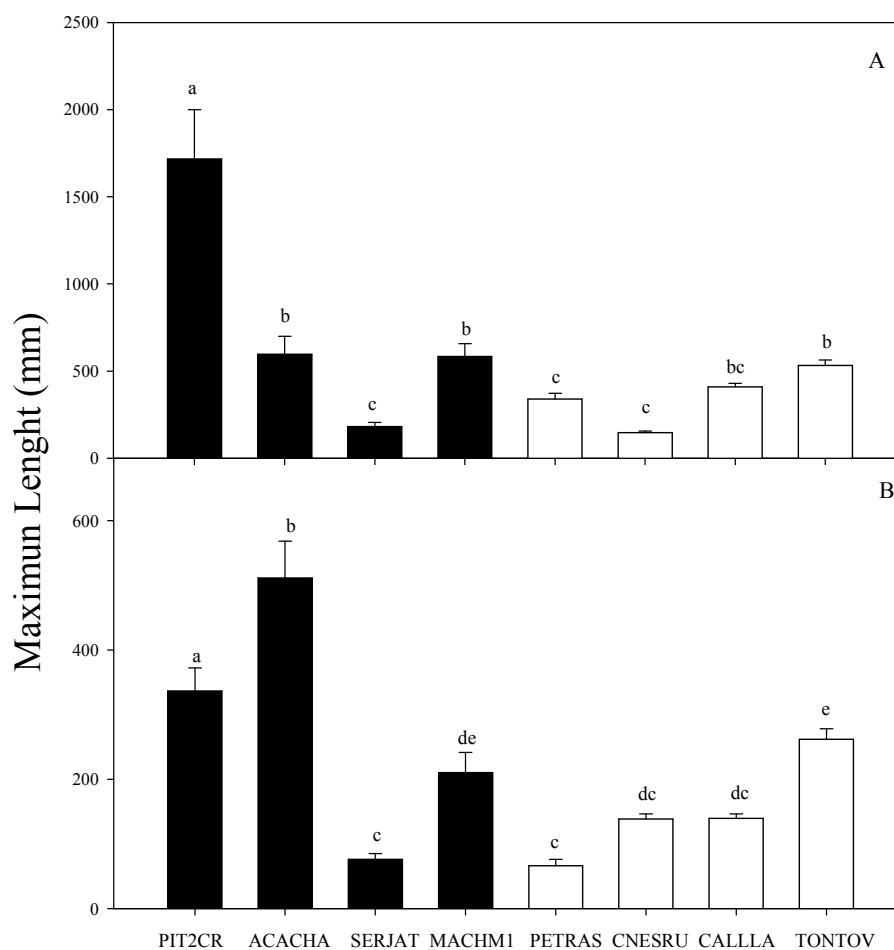 Maximun Lenght (mm)
A
2500
2000
1500
1000
500
0
a
b
c
b
c
c
bc
b
B
600
400
200
0
a
b
c
de
c
dc
dc
e
PIT2CR ACACHA SERJAT MACHM1 PETRAS CNESRU CALLLA TONTOV